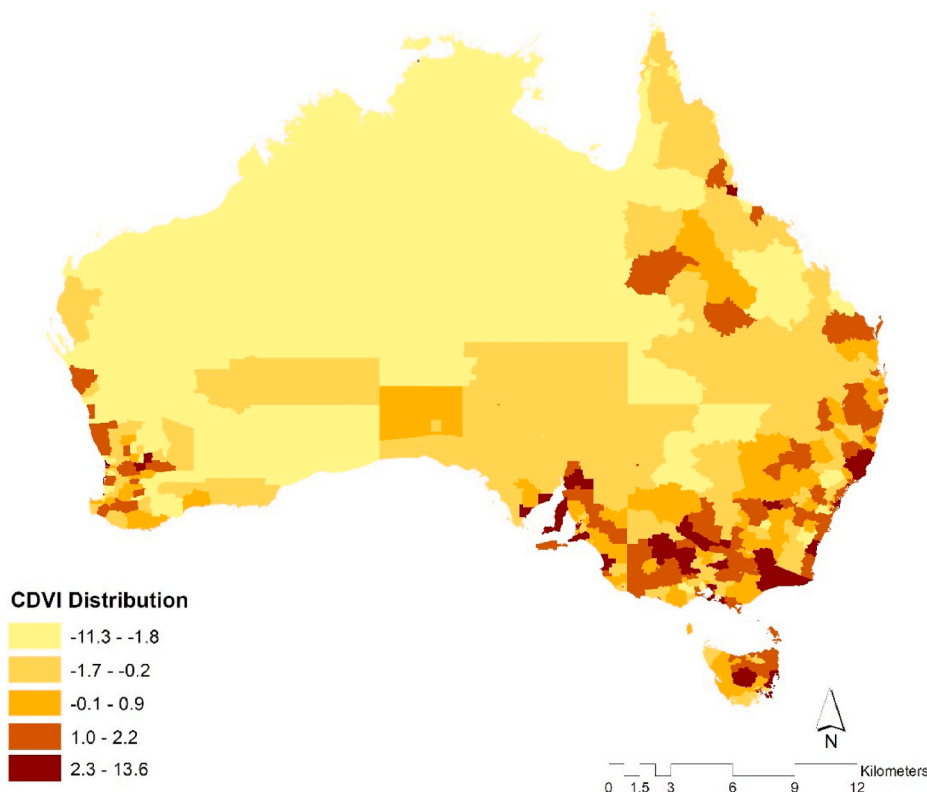 CDVI Distribution
-11.3 - -1.8
-1.7 - -0.2
-0.1 - 0.9
1.0 - 2.2
2.3 - 13.6
N
Kilometers
0 1.5 3 6 9 12